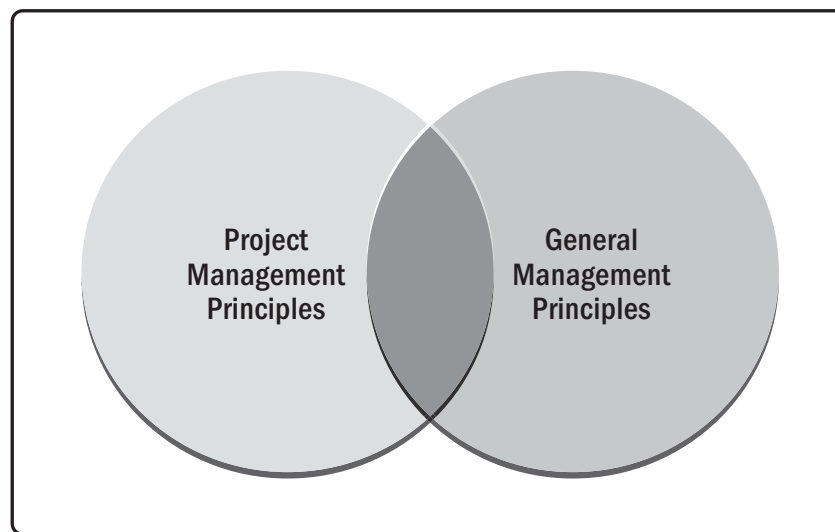 Project
Management
Principles
General
Management
Principles